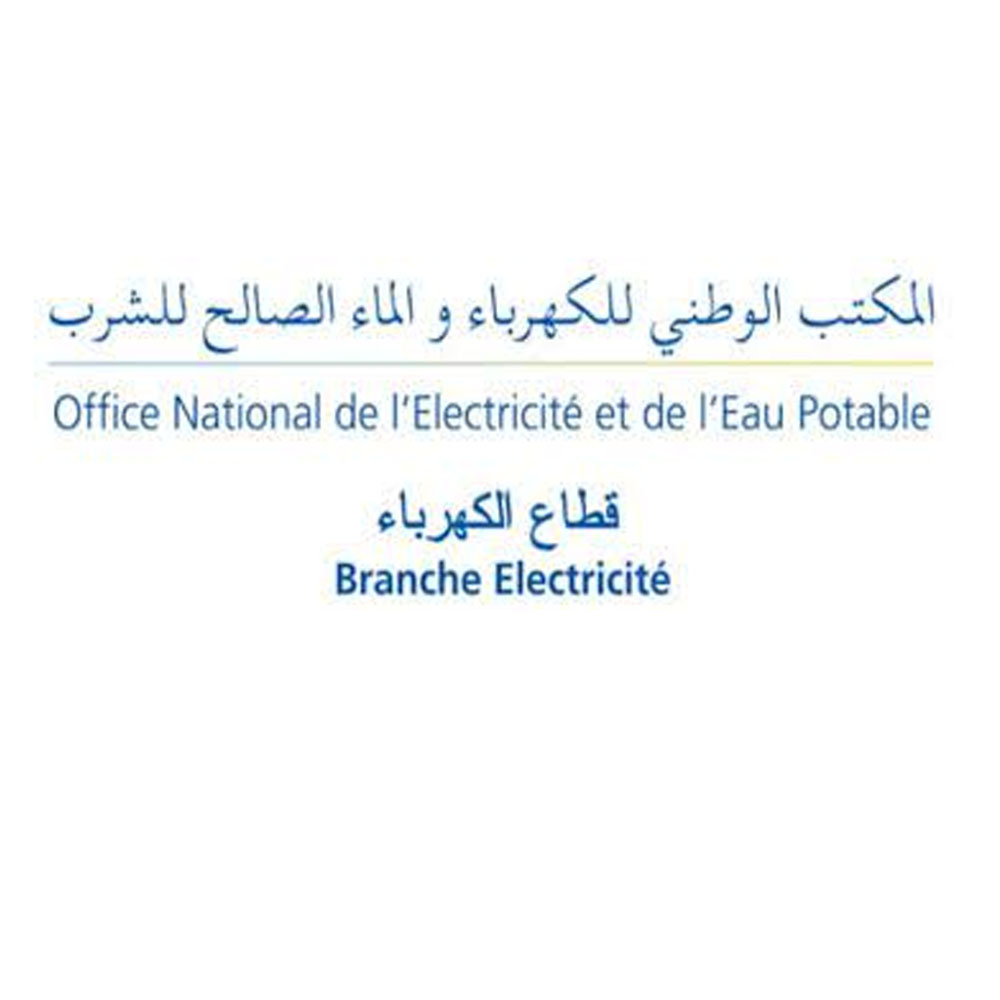 المكتب الوطني للكهرباء و الماء الصالح للشرب
Office National de l'Electricité et de l'Eau Potable
قطاع الكهرباء
Branche Electricité